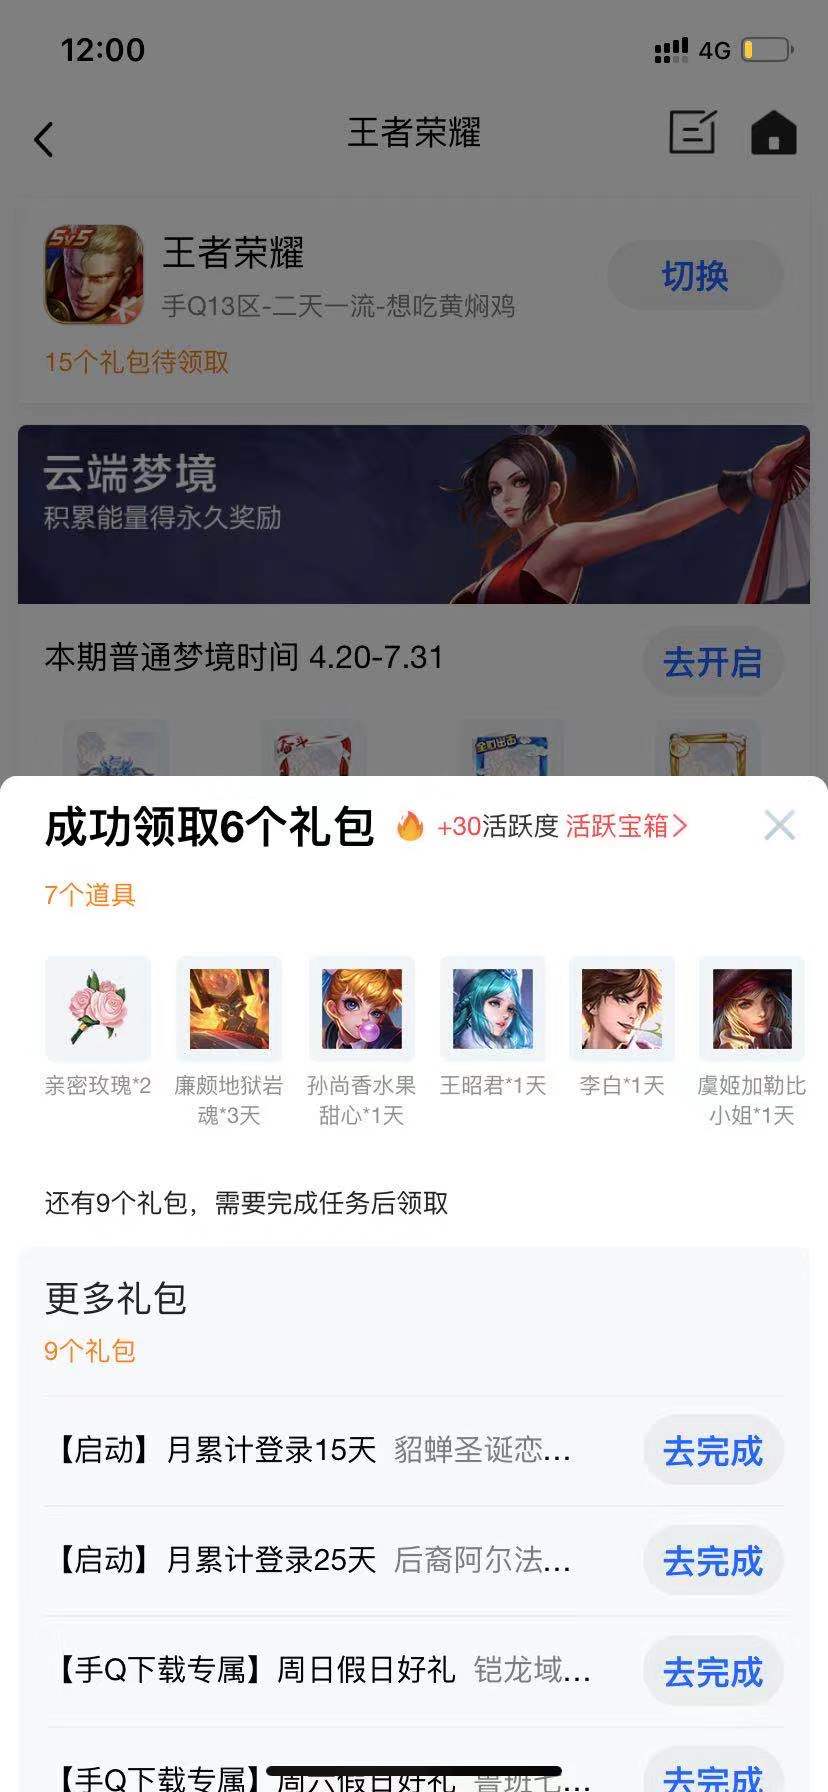 12:00
4G
王者荣耀
5v5
王者荣耀
切换
手Q13区-二天一流-想吃黄焖鸡
15个礼包待领取
云端梦境
积累能量得永久奖励
本期普通梦境时间 4.20-7.31
去开启
奋斗
全心出击
成功领取6个礼包
+30活跃度 活跃宝箱>
7个道具
亲密玫瑰*2
廉颇地狱岩
魂*3天
孙尚香水果
甜心*1天
王昭君*1天
李白*1天
虞姬加勒比
小姐*1天
还有9个礼包，需要完成任务后领取
更多礼包
9个礼包
【启动】月累计登录15天 貂蝉圣诞恋...
去完成
【启动】月累计登录25天 后裔阿尔法...
去完成
【手Q下载专属】周日假日好礼 铠龙域...
去完成
【手Q下载专属】周六假日好礼 鲁班七...
去完成